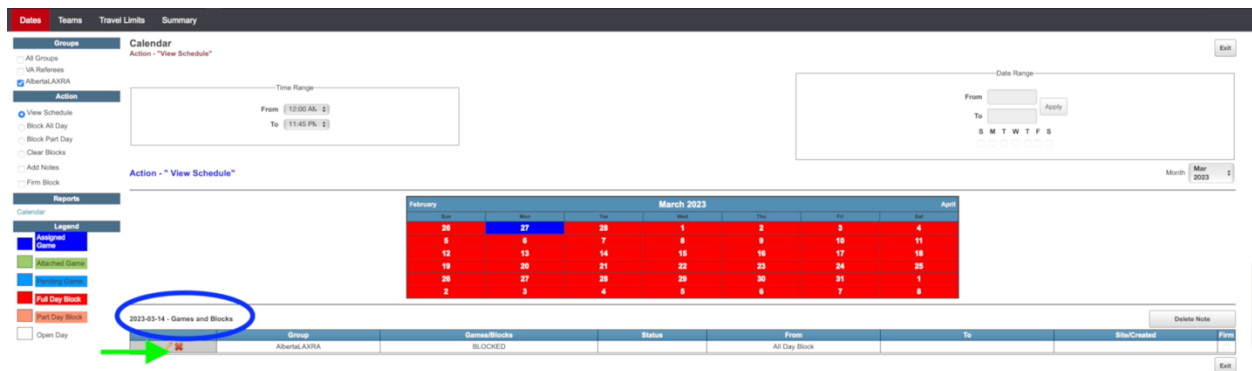 Dates Teams Travel Limits Summary
Groups
All Groups
VA Referees
AlbertaLAXRA
Action
View Schedule
Block All Day
Block Part Day
Clear Blocks
Add Notes
Firm Block
Reports
Calendar
Legend
Assigned
Game
Attached Game
Pending Game
Full Day Block
Part Day Block
Open Day
Calendar
Action - "View Schedule"
Exit
Time Range
From 12:00 AM
To 11:45 PM
Date Range
From
To
Apply
S M T W T F S
Action - " View Schedule"
Month Mar
2023
February March 2023 April
Sun Mon Tue Wed Thu Fri Sat
26 27 28 1 2 3 4
5 6 7 8 9 10 11
12 13 14 15 16 17 18
19 20 21 22 23 24 25
26 27 28 29 30 31 1
2 3 4 5 6 7 8
2023-03-14 - Games and Blocks
Delete Note
Group Games/Blocks Status From To Site/Created Firm
AlbertaLAXRA BLOCKED All Day Block
Exit